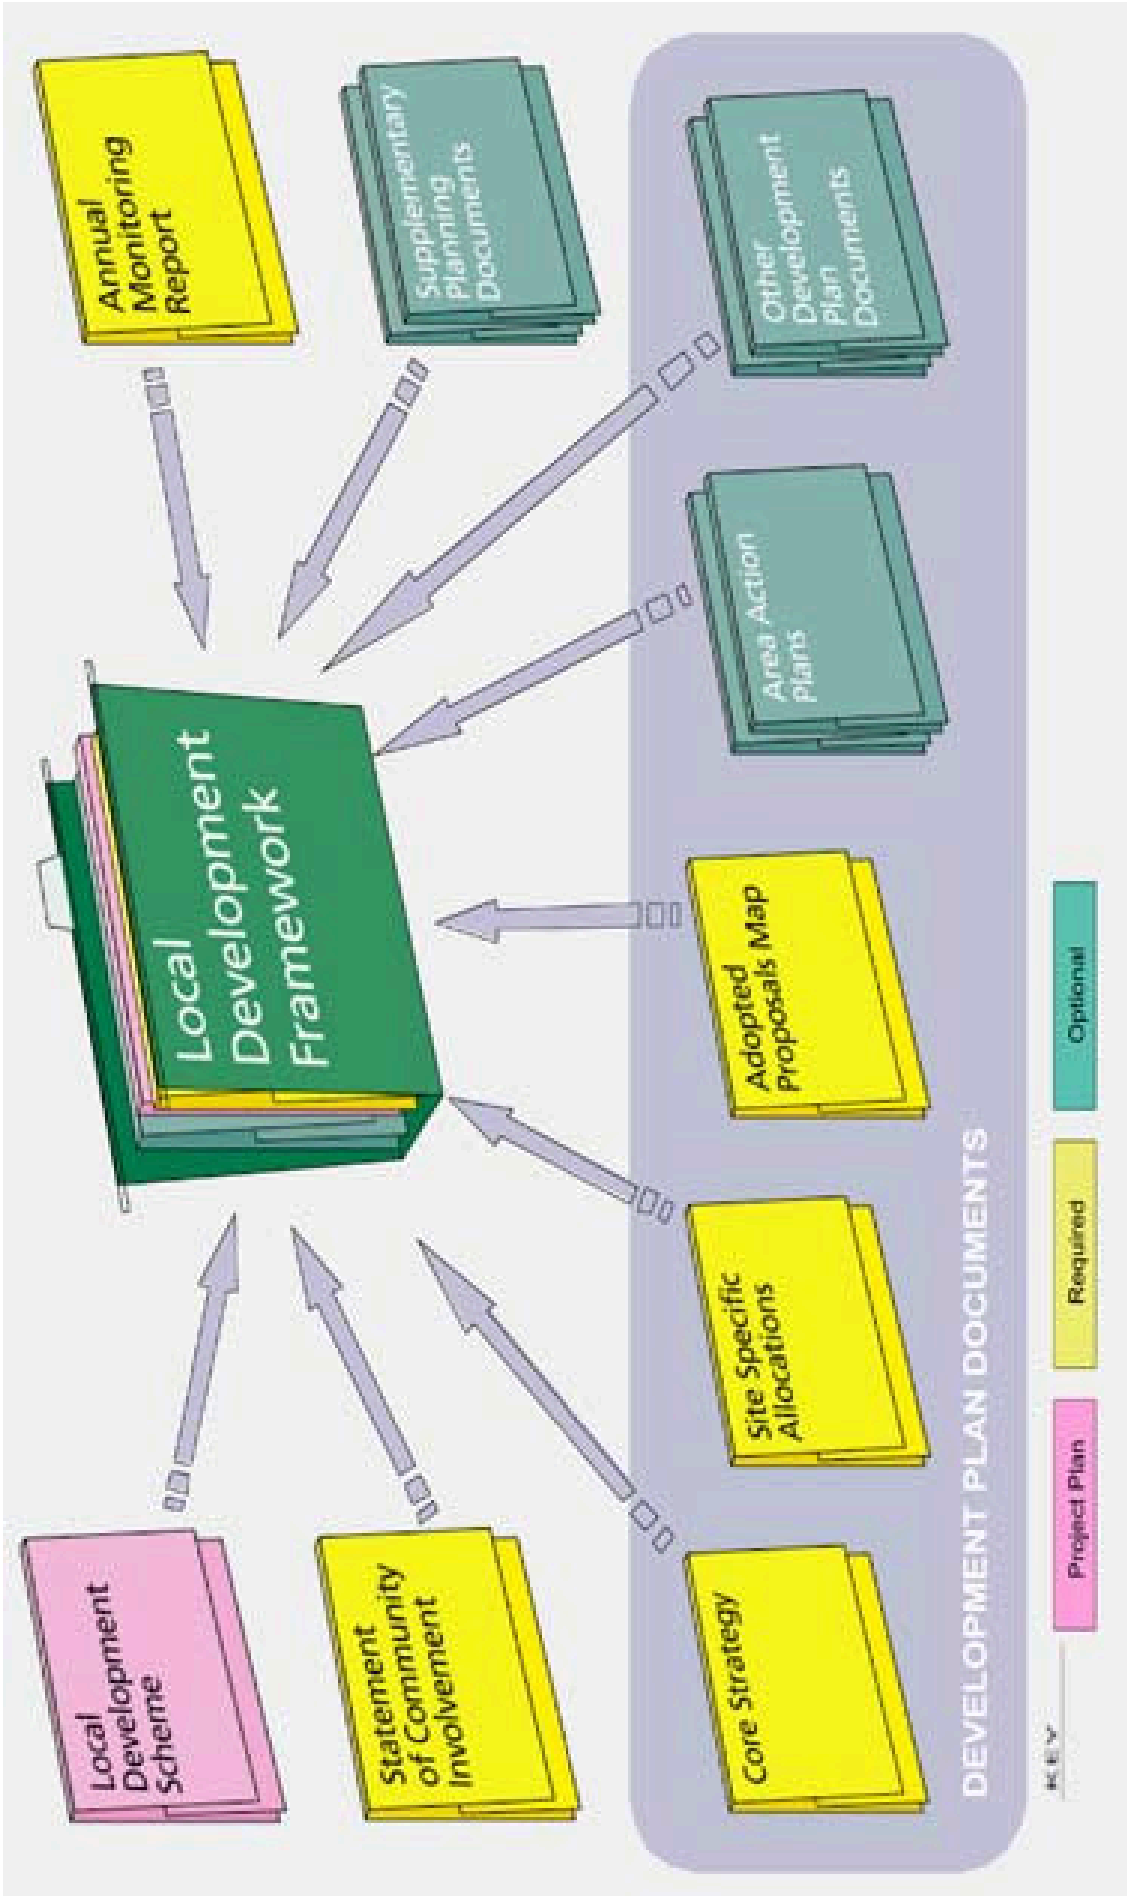 Local
Development
Scheme
Annual
Monitoring
Report
Local
Development
Framework
Statement
of Community
Involvement
Supplementary
Planning
Documents
Core Strategy
Site Specific
Allocations
Adopted
Proposals Map
Area Action
Plans
Other
Development
Plan
Documents
DEVELOPMENT PLAN DOCUMENTS
KEY
Project Plan
Required
Optional